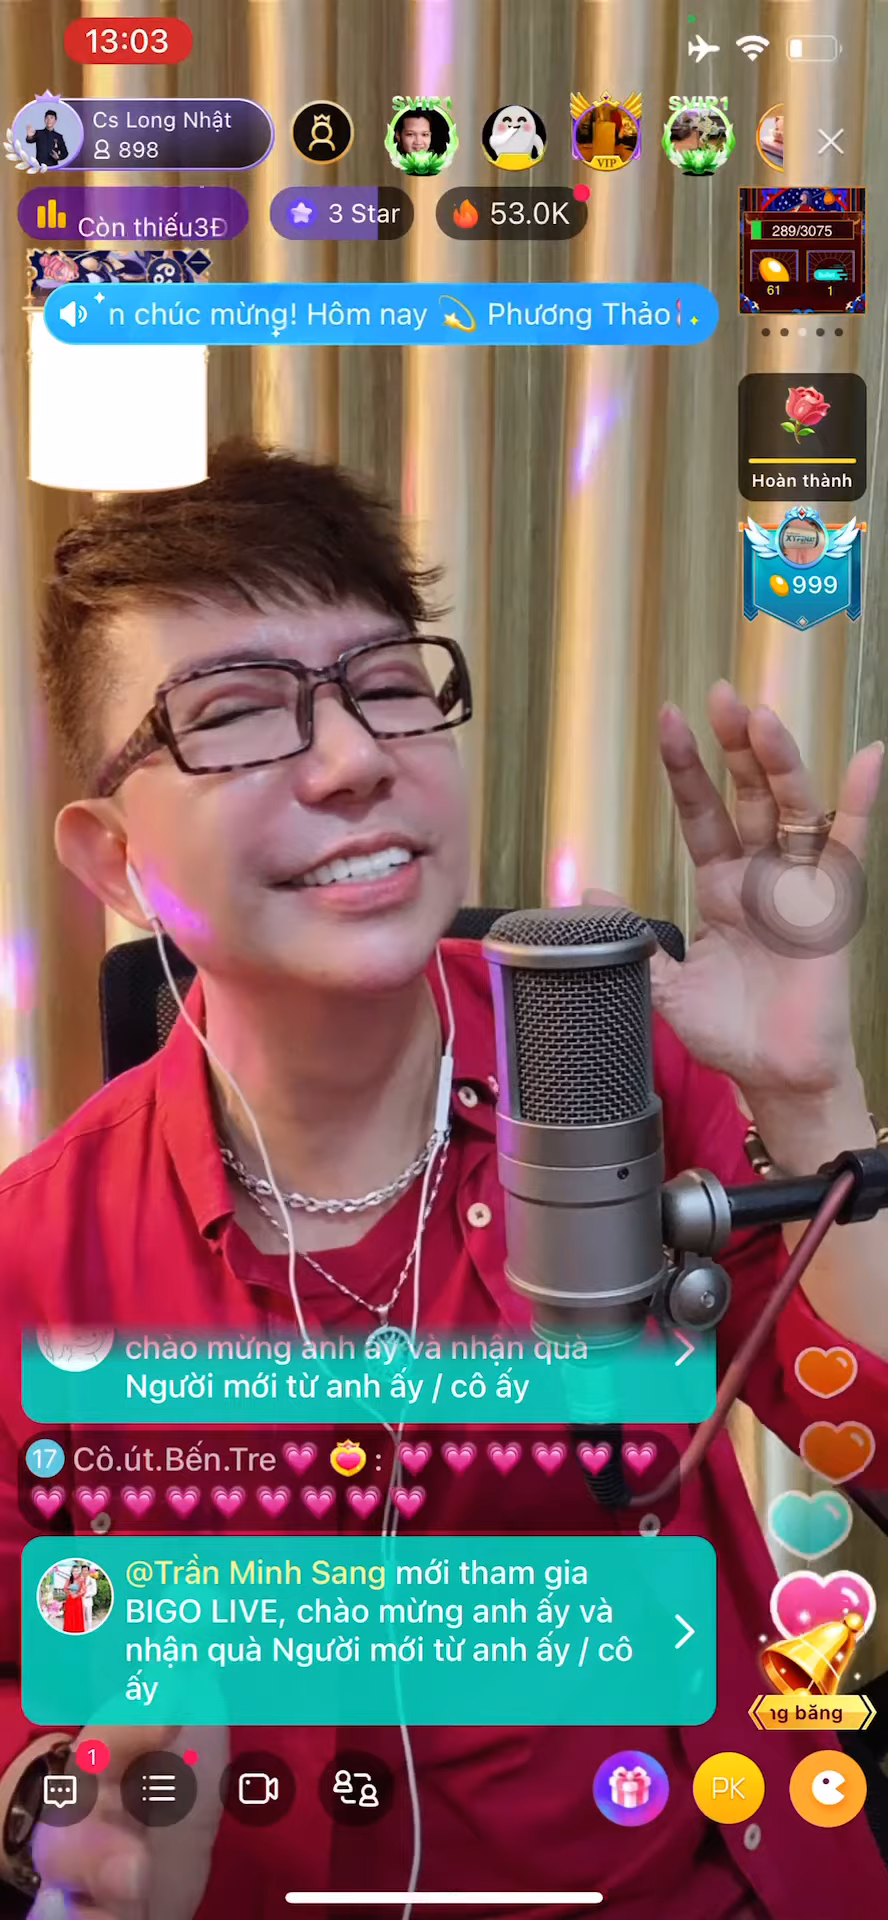 13:03
Cs Long Nhật
898
SVIP1
VIP
SVIP1
Còn thiếu3Đ
3 Star
53.0K
289/3075
61
1
n chúc mừng! Hôm nay 💫 Phương Thảo
Hoàn thành
999
chào mừng anh ấy và nhận quà
Người mới từ anh ấy / cô ấy
17 Cô.út.Bến.Tre💗 : 💗💗💗💗💗💗
💗💗💗💗💗💗💗💗💗
@Trần Minh Sang mới tham gia
BIGO LIVE, chào mừng anh ấy và
nhận quà Người mới từ anh ấy / cô
ấy
ng băng
1
PK